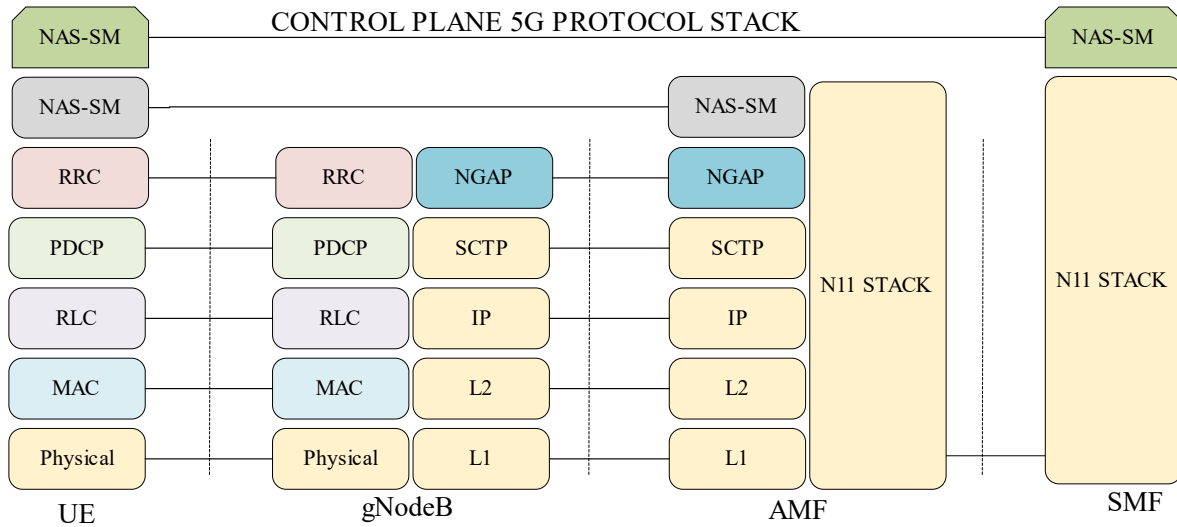 CONTROL PLANE 5G PROTOCOL STACK
NAS-SM
NAS-SM
NAS-SM
NAS-SM
RRC
RRC
NGAP
NGAP
PDCP
PDCP
SCTP
SCTP
N11 STACK
N11 STACK
RLC
RLC
IP
IP
MAC
MAC
L2
L2
Physical
Physical
L1
L1
UE
gNodeB
AMF
SMF